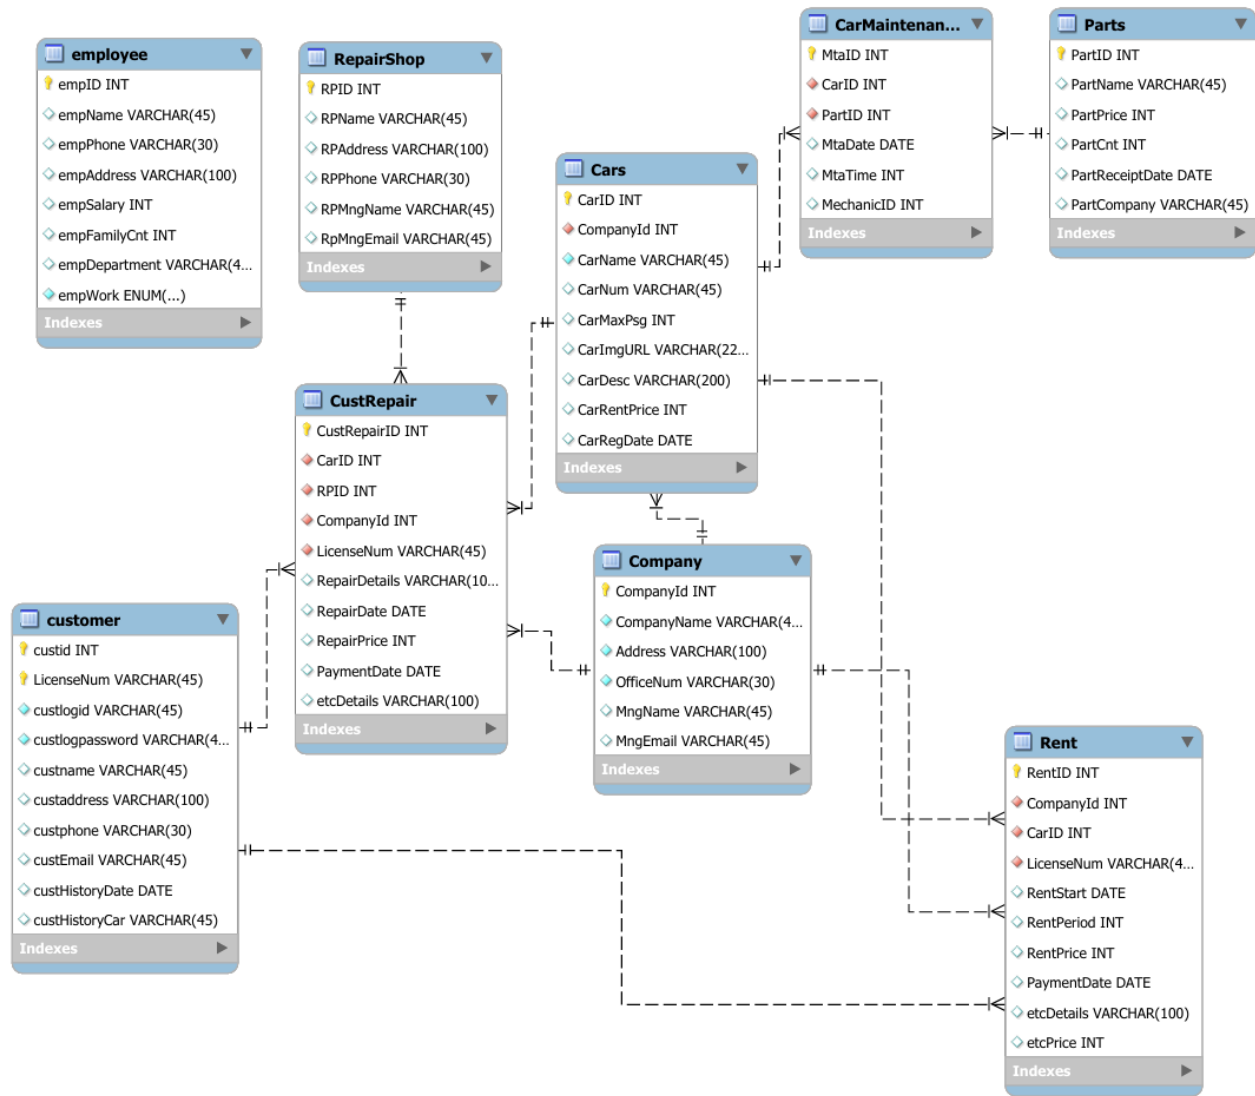 employee
empID INT
empName VARCHAR(45)
empPhone VARCHAR(30)
empAddress VARCHAR(100)
empSalary INT
empFamilyCnt INT
empDepartment VARCHAR(4...
empWork ENUM(...)
Indexes
RepairShop
RPID INT
RPName VARCHAR(45)
RPAddress VARCHAR(100)
RPPhone VARCHAR(30)
RPMngName VARCHAR(45)
RpMngEmail VARCHAR(45)
Indexes
CarMaintenan...
MtaID INT
CarID INT
PartID INT
MtaDate DATE
MtaTime INT
MechanicID INT
Indexes
Parts
PartID INT
PartName VARCHAR(45)
PartPrice INT
PartCnt INT
PartReceiptDate DATE
PartCompany VARCHAR(45)
Indexes
Cars
CarID INT
CompanyId INT
CarName VARCHAR(45)
CarNum VARCHAR(45)
CarMaxPsg INT
CarImgURL VARCHAR(22...
CarDesc VARCHAR(200)
CarRentPrice INT
CarRegDate DATE
Indexes
CustRepair
CustRepairID INT
CarID INT
RPID INT
CompanyId INT
LicenseNum VARCHAR(45)
RepairDetails VARCHAR(10...
RepairDate DATE
RepairPrice INT
PaymentDate DATE
etcDetails VARCHAR(100)
Indexes
Company
CompanyId INT
CompanyName VARCHAR(4...
Address VARCHAR(100)
OfficeNum VARCHAR(30)
MngName VARCHAR(45)
MngEmail VARCHAR(45)
Indexes
customer
custid INT
LicenseNum VARCHAR(45)
custlogid VARCHAR(45)
custlogpassword VARCHAR(4...
custname VARCHAR(45)
custaddress VARCHAR(100)
custphone VARCHAR(30)
custEmail VARCHAR(45)
custHistoryDate DATE
custHistoryCar VARCHAR(45)
Indexes
Rent
RentID INT
CompanyId INT
CarID INT
LicenseNum VARCHAR(4...
RentStart DATE
RentPeriod INT
RentPrice INT
PaymentDate DATE
etcDetails VARCHAR(100)
etcPrice INT
Indexes